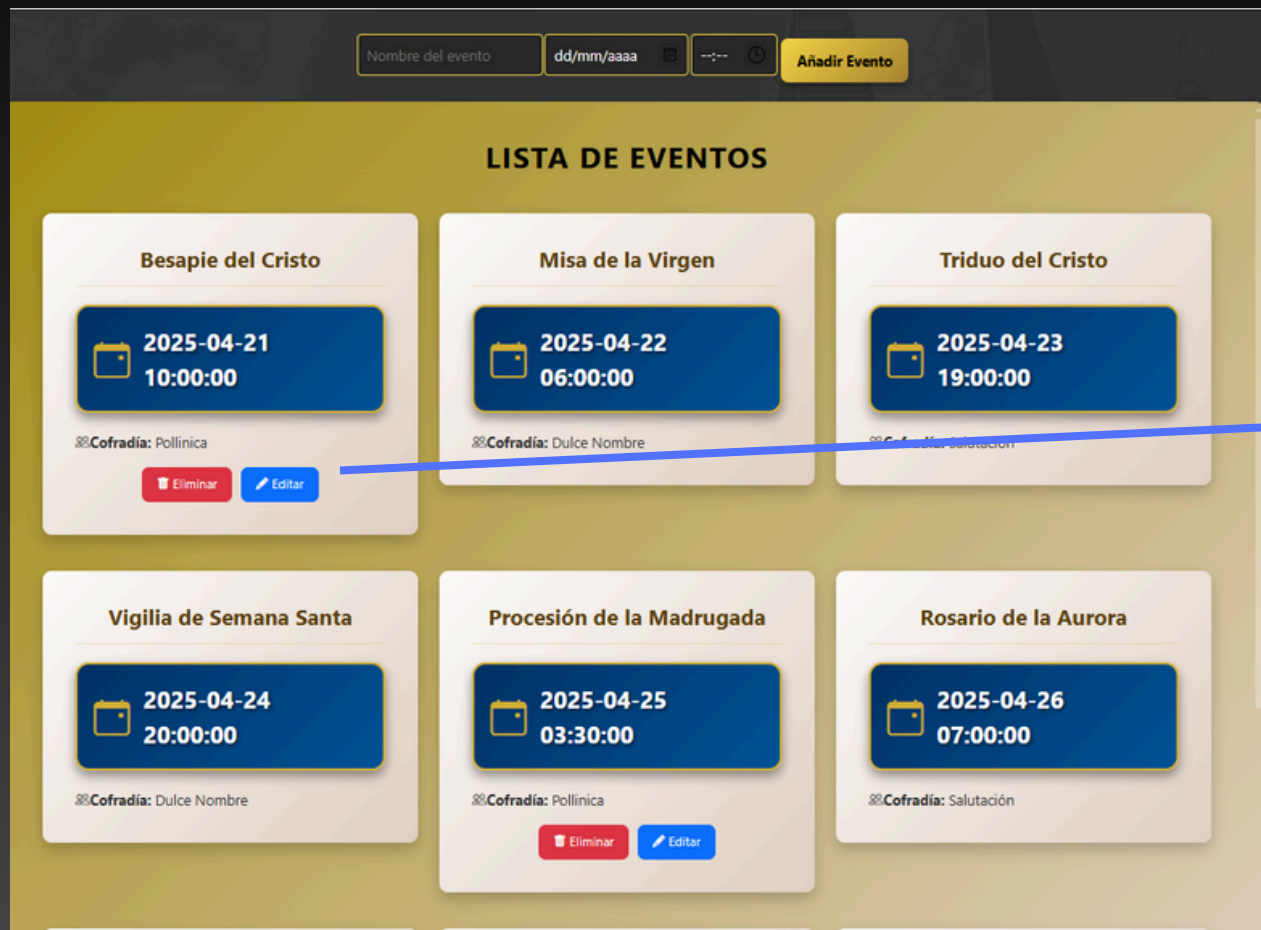 Nombre del evento dd/mm/aaaa --:-- Añadir Evento
LISTA DE EVENTOS
Besapie del Cristo
2025-04-21
10:00:00
Cofradía: Pollinica
Eliminar Editar
Misa de la Virgen
2025-04-22
06:00:00
Cofradía: Dulce Nombre
Triduo del Cristo
2025-04-23
19:00:00
Cofradía: Salutación
Vigilia de Semana Santa
2025-04-24
20:00:00
Cofradía: Dulce Nombre
Procesión de la Madrugada
2025-04-25
03:30:00
Cofradía: Pollinica
Eliminar Editar
Rosario de la Aurora
2025-04-26
07:00:00
Cofradía: Salutación